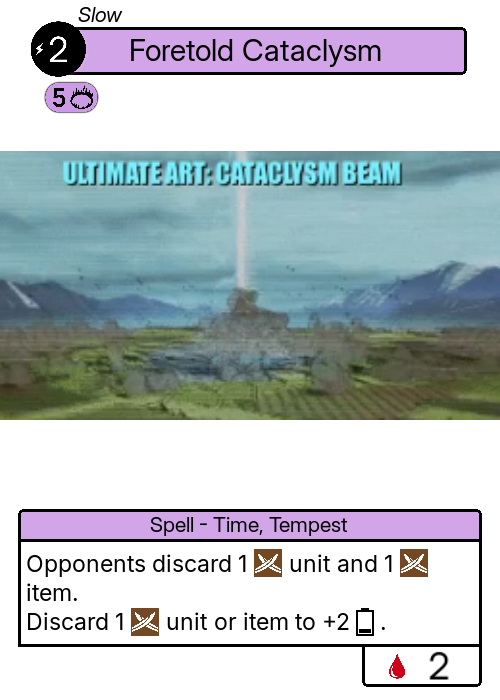 Slow
2 Foretold Cataclysm
5
ULTIMATE ART: CATACLYSM BEAM
Spell - Time, Tempest
Opponents discard 1 unit and 1
item.
Discard 1 unit or item to +2 .
2